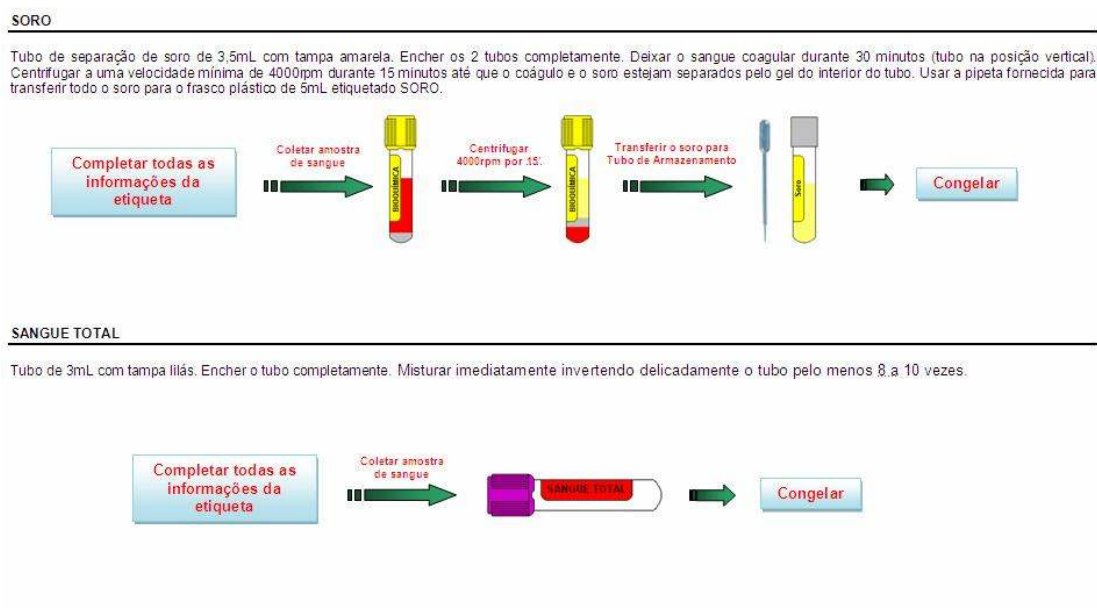 SORO
Tubo de separação de soro de 3,5mL com tampa amarela. Encher os 2 tubos completamente. Deixar o sangue coagular durante 30 minutos (tubo na posição vertical).
Centrifugar a uma velocidade mínima de 4000rpm durante 15 minutos até que o coágulo e o soro estejam separados pelo gel do interior do tubo. Usar a pipeta fornecida para
transferir todo o soro para o frasco plástico de 5mL etiquetado SORO.
Completar todas as
informações da
etiqueta
Coletar amostra
de sangue
BIOQUÍMICA
Centrifugar
4000rpm por 15'.
BIOQUÍMICA
Transferir o soro para
Tubo de Armazenamento
Soro
Congelar
SANGUE TOTAL
Tubo de 3mL com tampa lilás. Encher o tubo completamente. Misturar imediatamente invertendo delicadamente o tubo pelo menos 8 a 10 vezes.
Completar todas as
informações da
etiqueta
Coletar amostra
de sangue
SANGUE TOTAL
Congelar